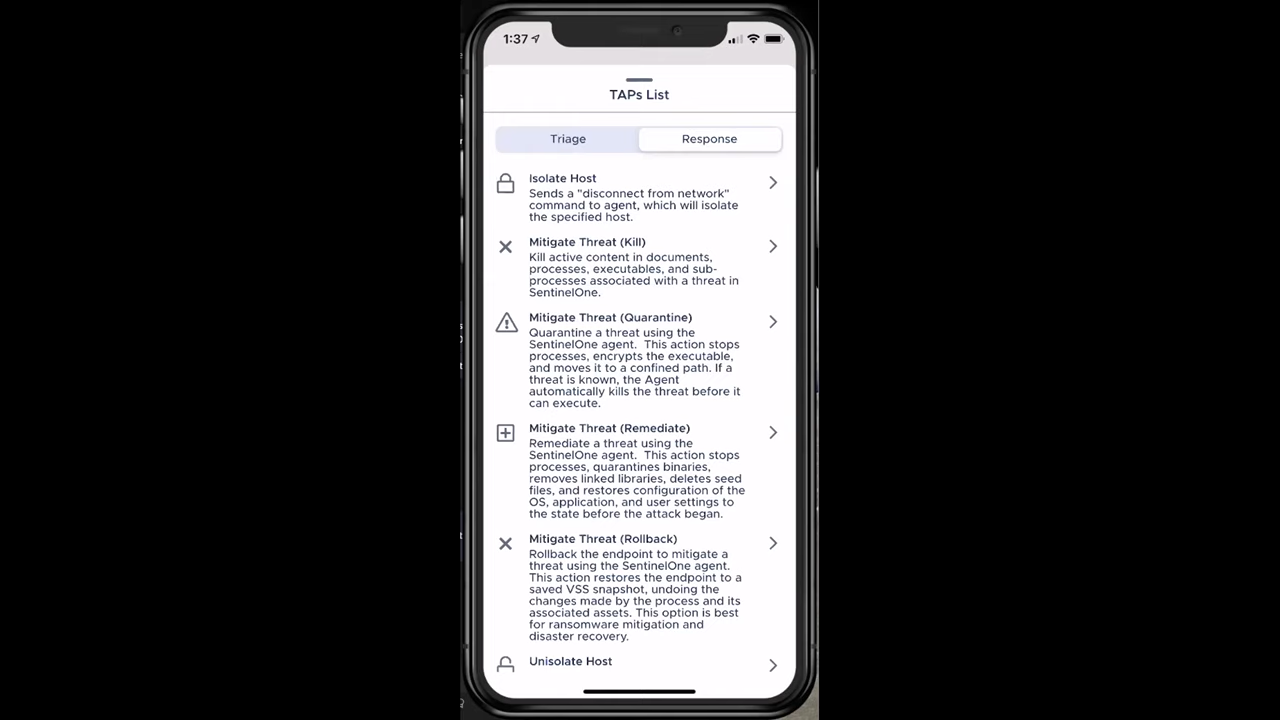 1:37
TAPs List
Triage
Response
Isolate Host
Sends a "disconnect from network"
command to agent, which will isolate
the specified host.
Mitigate Threat (Kill)
Kill active content in documents,
processes, executables, and sub-
processes associated with a threat in
SentinelOne.
Mitigate Threat (Quarantine)
Quarantine a threat using the
SentinelOne agent.  This action stops
processes, encrypts the executable,
and moves it to a confined path. If a
threat is known, the Agent
automatically kills the threat before it
can execute.
Mitigate Threat (Remediate)
Remediate a threat using the
SentinelOne agent.  This action stops
processes, quarantines binaries,
removes linked libraries, deletes seed
files, and restores configuration of the
OS, application, and user settings to
the state before the attack began.
Mitigate Threat (Rollback)
Rollback the endpoint to mitigate a
threat using the SentinelOne agent.
This action restores the endpoint to a
saved VSS snapshot, undoing the
changes made by the process and its
associated assets. This option is best
for ransomware mitigation and
disaster recovery.
Unisolate Host